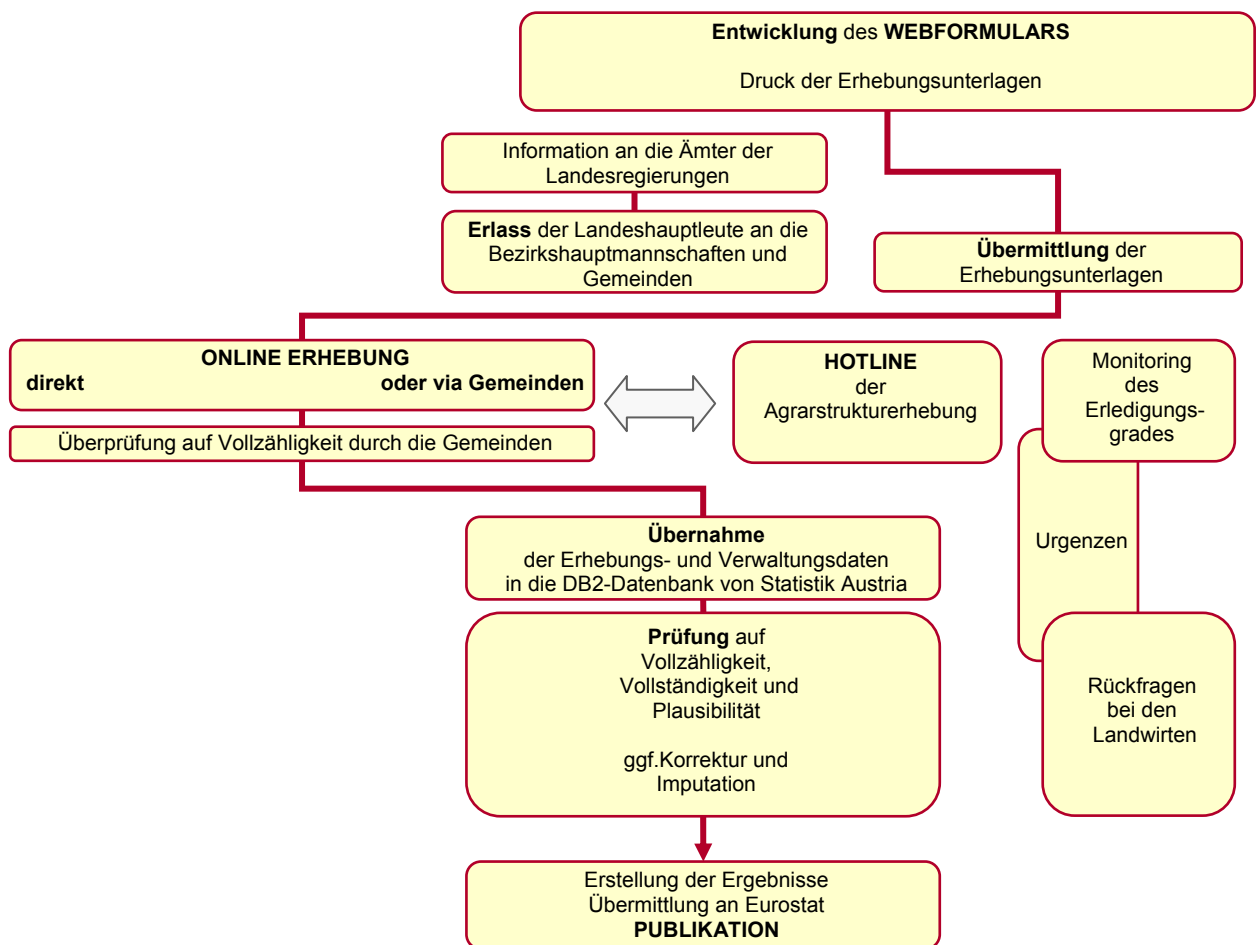 Entwicklung des WEBFORMULARS
Druck der Erhebungsunterlagen
Information an die Ämter der
Landesregierungen
Erlass der Landeshauptleute an die
Bezirkshauptmannschaften und
Gemeinden
Übermittlung der
Erhebungsunterlagen
ONLINE ERHEBUNG
direkt oder via Gemeinden
Überprüfung auf Vollzähligkeit durch die Gemeinden
HOTLINE
der
Agrarstrukturerhebung
Monitoring
des
Erledigungs-
grades
Urgenzen
Rückfragen
bei den
Landwirten
Übernahme
der Erhebungs- und Verwaltungsdaten
in die DB2-Datenbank von Statistik Austria
Prüfung auf
Vollzähligkeit,
Vollständigkeit und
Plausibilität
ggf.Korrektur und
Imputation
Erstellung der Ergebnisse
Übermittlung an Eurostat
PUBLIKATION